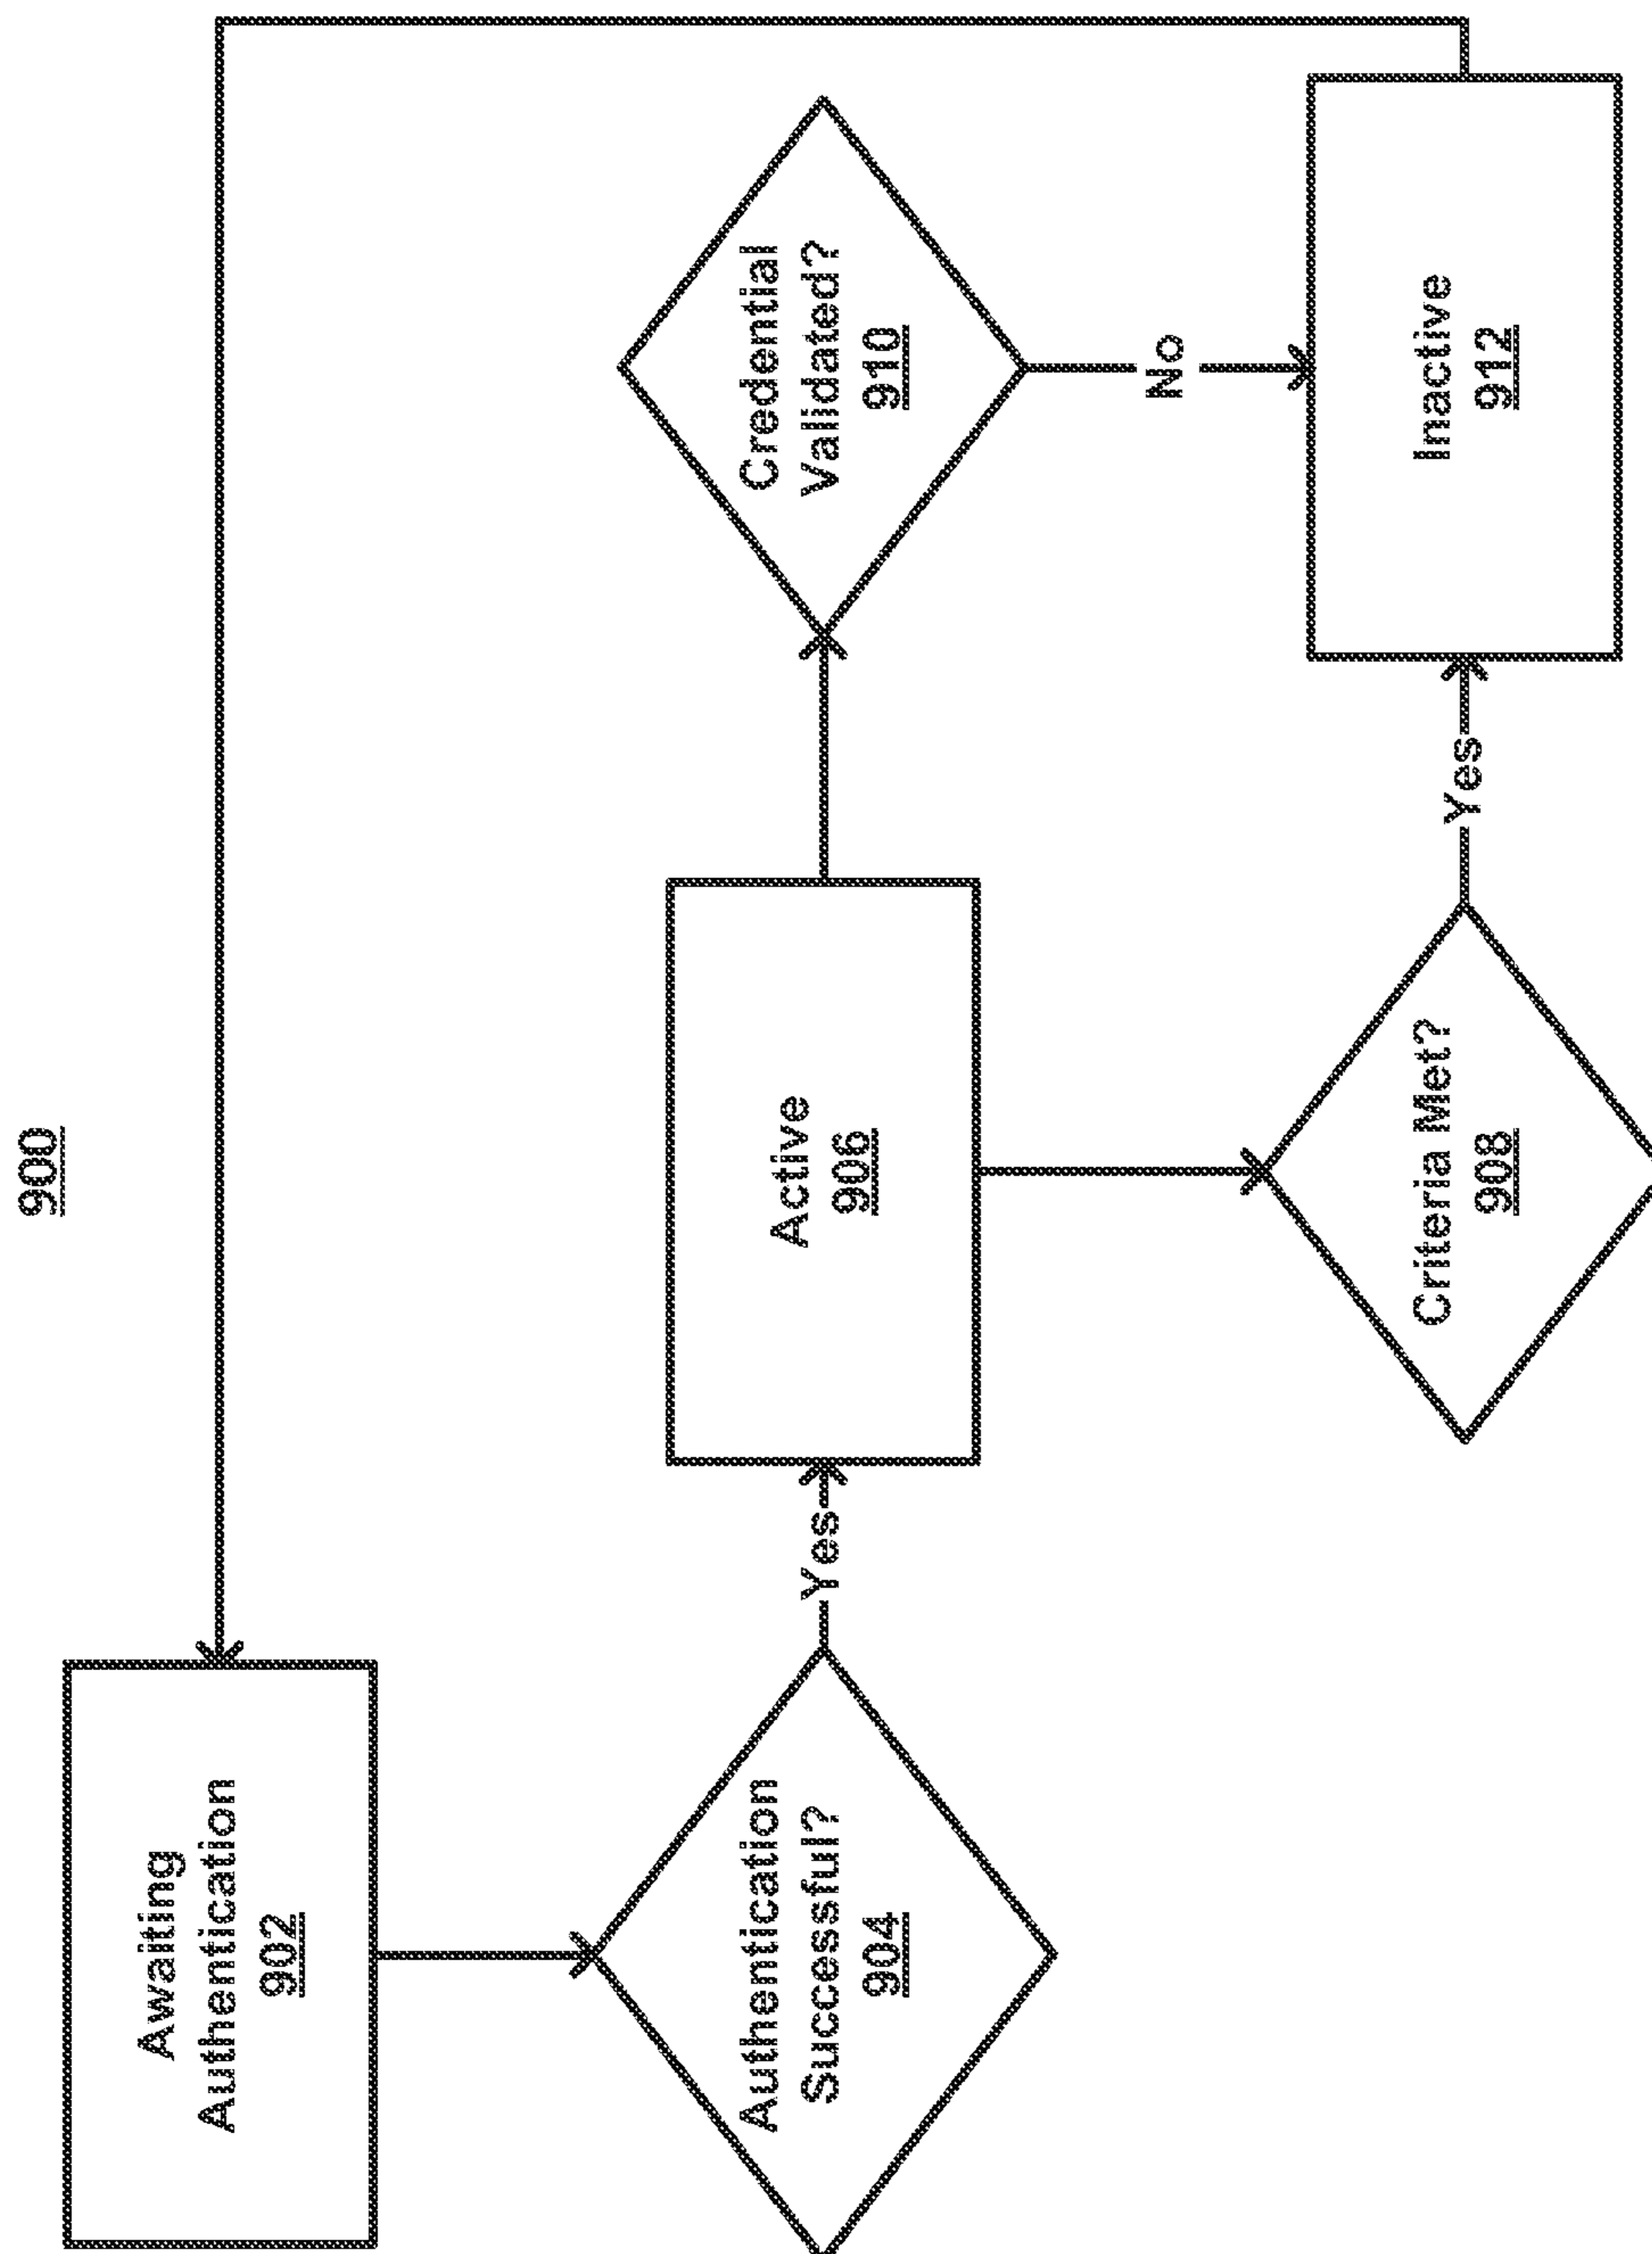 900
Awaiting
Authentication
902
Authentication
Successful?
904
Yes
Active
906
Credential
Validated?
910
No
Criteria Met?
908
Yes
Inactive
912